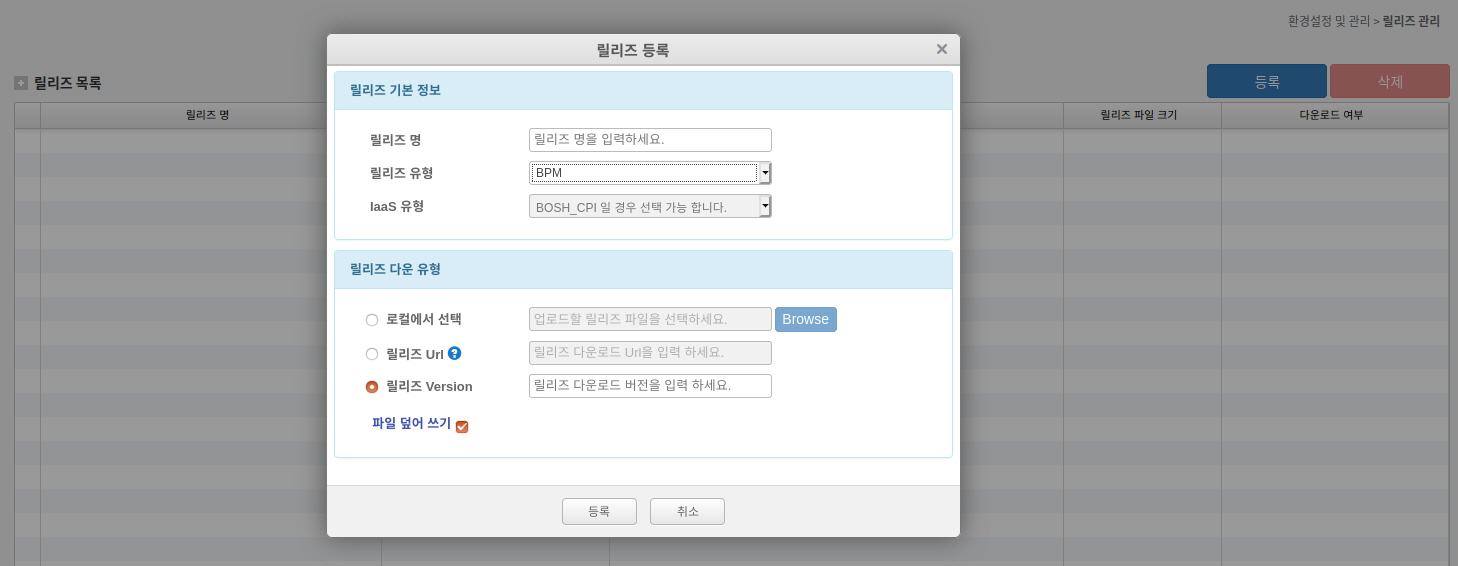 환경설정 및 관리 > 릴리즈 관리
릴리즈 등록 ×
릴리즈 목록 등록 삭제
릴리즈 명 릴리즈 파일 크기 다운로드 여부
릴리즈 기본 정보
릴리즈 명 릴리즈 명을 입력하세요.
릴리즈 유형 BPM
IaaS 유형 BOSH_CPI 일 경우 선택 가능 합니다.
릴리즈 다운 유형
로컬에서 선택 업로드할 릴리즈 파일을 선택하세요. Browse
릴리즈 Url ? 릴리즈 다운로드 Url을 입력 하세요.
릴리즈 Version 릴리즈 다운로드 버전을 입력 하세요.
파일 덮어 쓰기
등록 취소